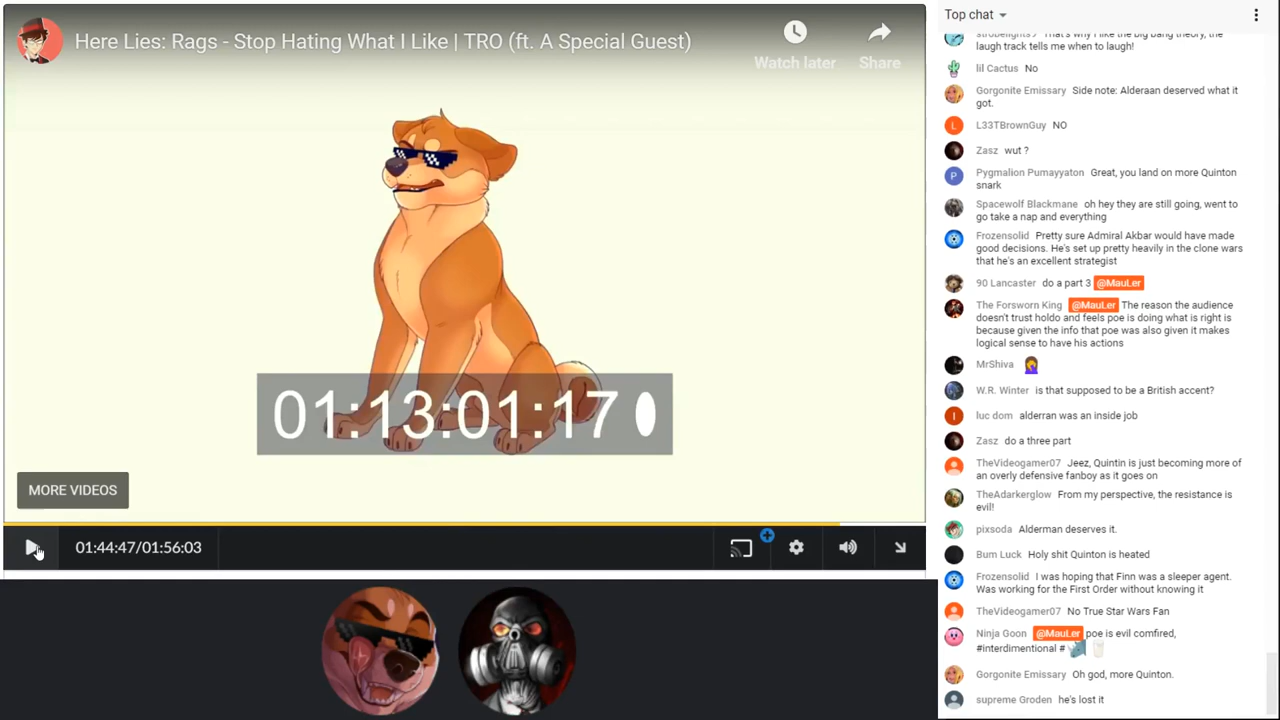 Here Lies: Rags - Stop Hating What I Like | TRO (ft. A Special Guest)
Watch later
Share
01:13:01:17
MORE VIDEOS
01:44:47/01:56:03
Top chat
strobelights9 That's why I like the big bang theory, the
laugh track tells me when to laugh!
lil Cactus No
Gorgonite Emissary Side note: Alderaan deserved what it
got.
L L33TBrownGuy NO
Zasz wut ?
P Pygmalion Pumayyaton Great, you land on more Quinton
snark
Spacewolf Blackmane oh hey they are still going, went to
go take a nap and everything
Frozensolid Pretty sure Admiral Akbar would have made
good decisions. He's set up pretty heavily in the clone wars
that he's an excellent strategist
90 Lancaster do a part 3 @MauLer
The Forsworn King @MauLer The reason the audience
doesn't trust holdo and feels poe is doing what is right is
because given the info that poe was also given it makes
logical sense to have his actions
MrShiva
W.R. Winter is that supposed to be a British accent?
l luc dom alderran was an inside job
Zasz do a three part
TheVideogamer07 Jeez, Quintin is just becoming more of
an overly defensive fanboy as it goes on
TheAdarkerglow From my perspective, the resistance is
evil!
pixsoda Alderman deserves it.
Bum Luck Holy shit Quinton is heated
Frozensolid I was hoping that Finn was a sleeper agent.
Was working for the First Order without knowing it
TheVideogamer07 No True Star Wars Fan
Ninja Goon @MauLer poe is evil comfired,
#interdimentional #
Gorgonite Emissary Oh god, more Quinton.
supreme Groden he's lost it